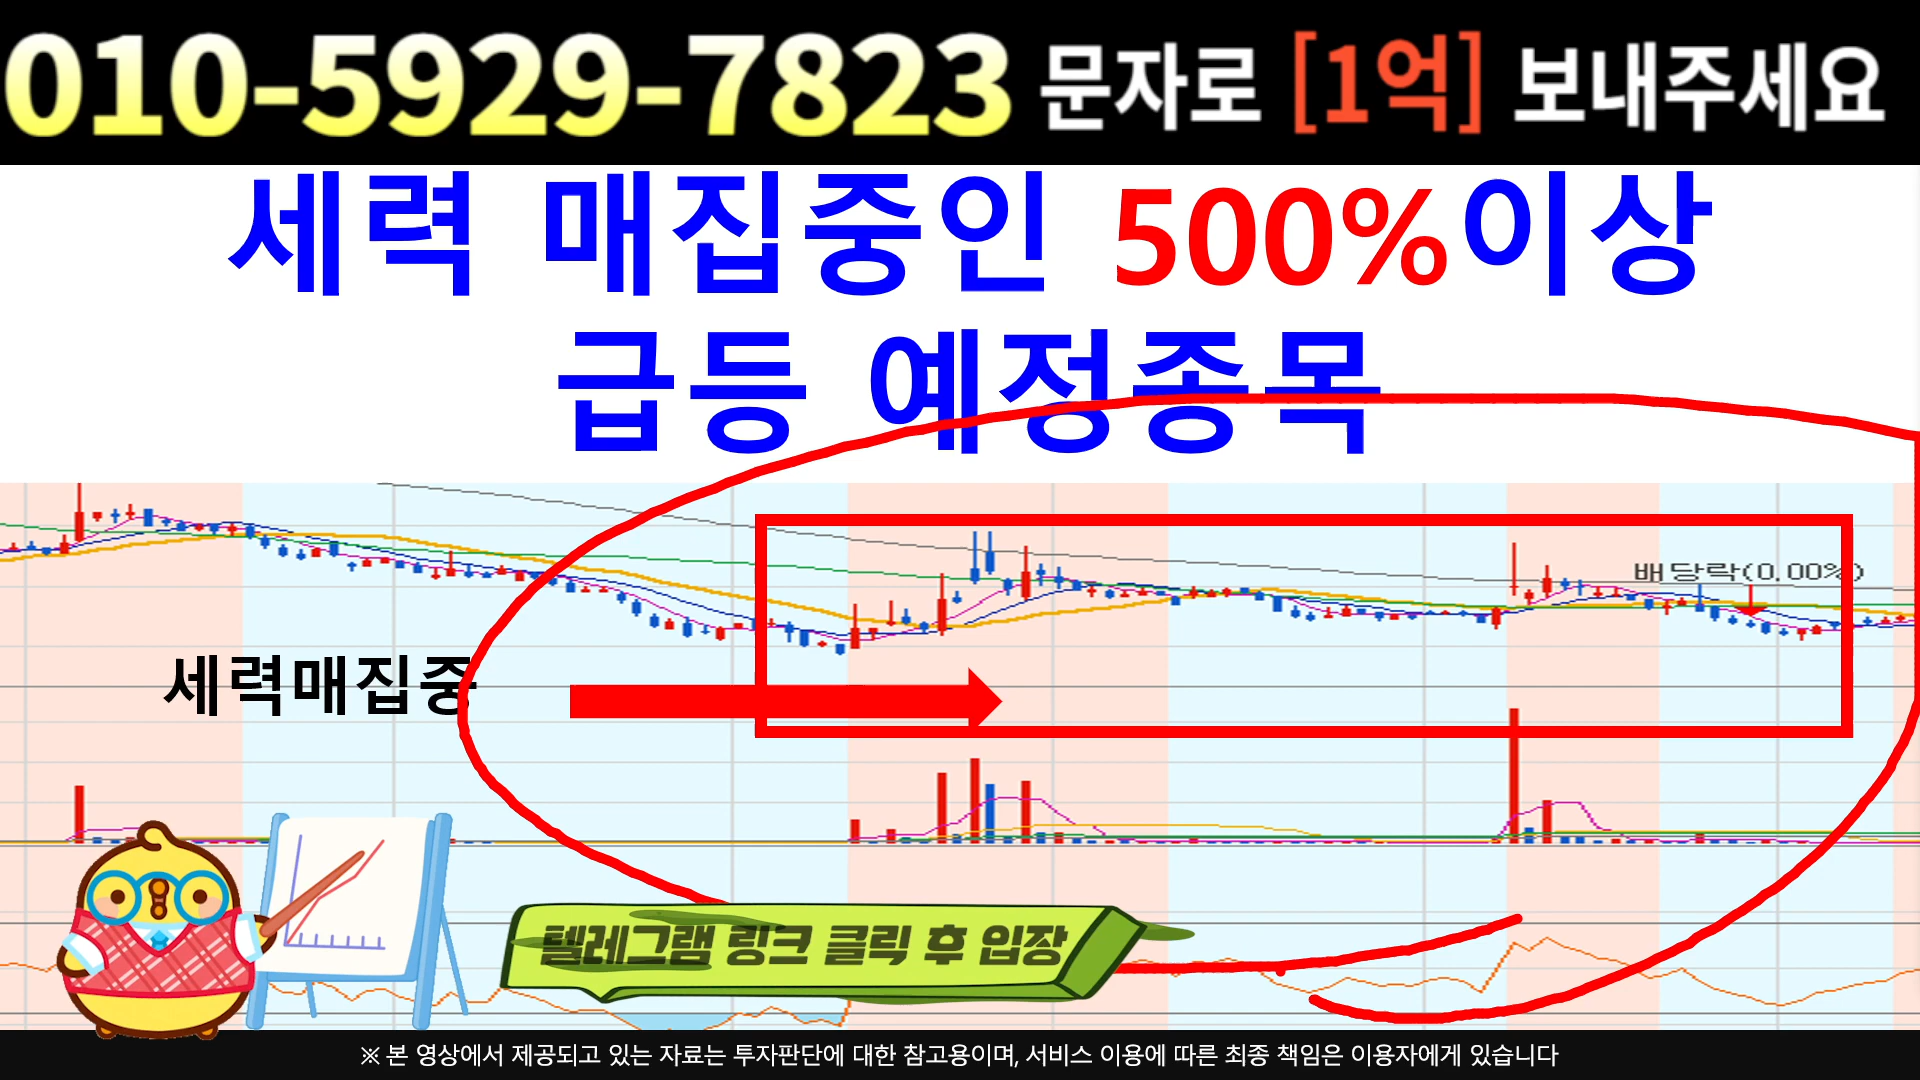 010-5929-7823 문자로 [1억] 보내주세요
세력 매집중인 500%이상
급등 예정종목
배당락(0.00%)
세력매집중
텔레그램 링크 클릭 후 입장
※ 본 영상에서 제공되고 있는 자료는 투자판단에 대한 참고용이며, 서비스 이용에 따른 최종 책임은 이용자에게 있습니다